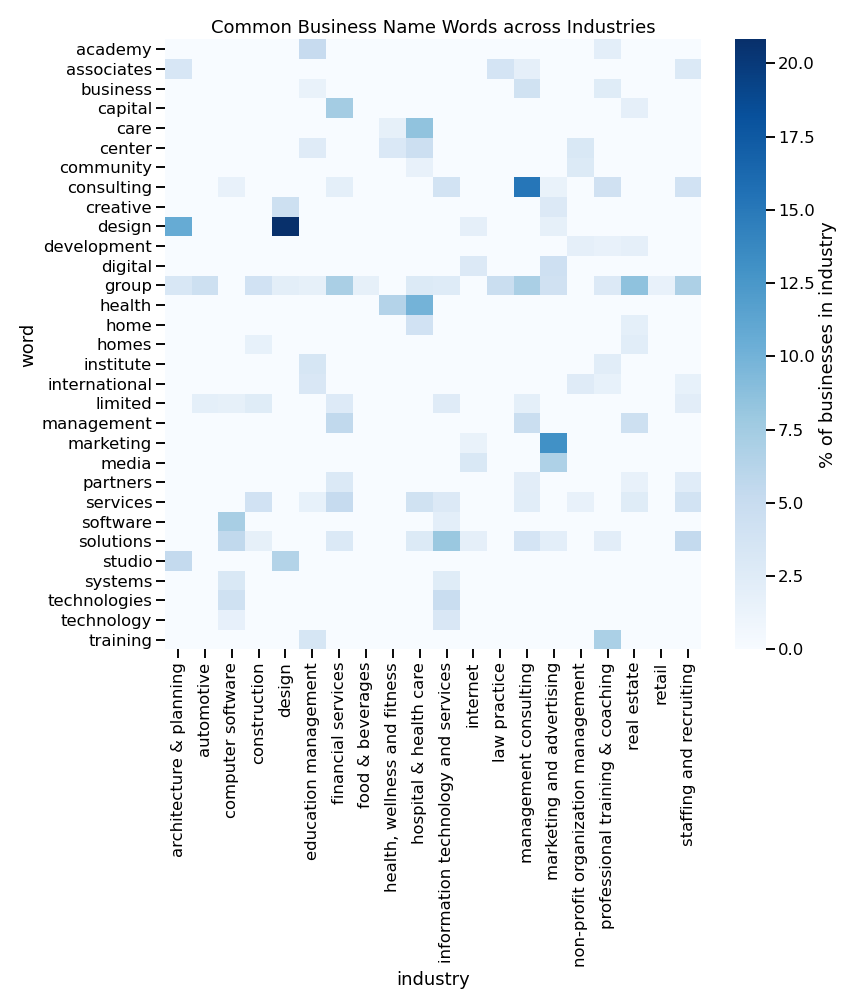 Common Business Name Words across Industries
academy
associates
business
capital
care
center
community
consulting
creative
design
development
digital
group
health
home
homes
institute
international
limited
management
marketing
media
partners
services
software
solutions
studio
systems
technologies
technology
training
word
architecture & planning
automotive
computer software
construction
design
education management
financial services
food & beverages
health, wellness and fitness
hospital & health care
information technology and services
internet
law practice
management consulting
marketing and advertising
non-profit organization management
professional training & coaching
real estate
retail
staffing and recruiting
industry
20.0
17.5
15.0
12.5
10.0
7.5
5.0
2.5
0.0
% of businesses in industry